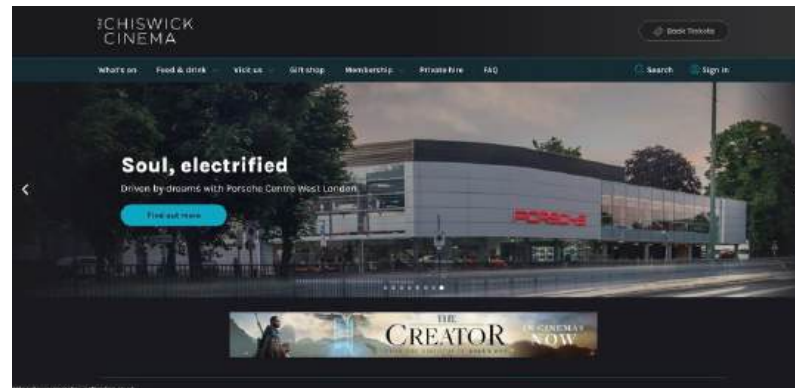 THE CHISWICK
CINEMA
Book Tickets
What's on Food & drink Visit us Gift shop Membership Private hire FAQ Search Sign in
Soul, electrified
Driven by dreams with Porsche Centre West London
Find out more
PORSCHE
THE
CREATOR
IN CINEMAS
NOW